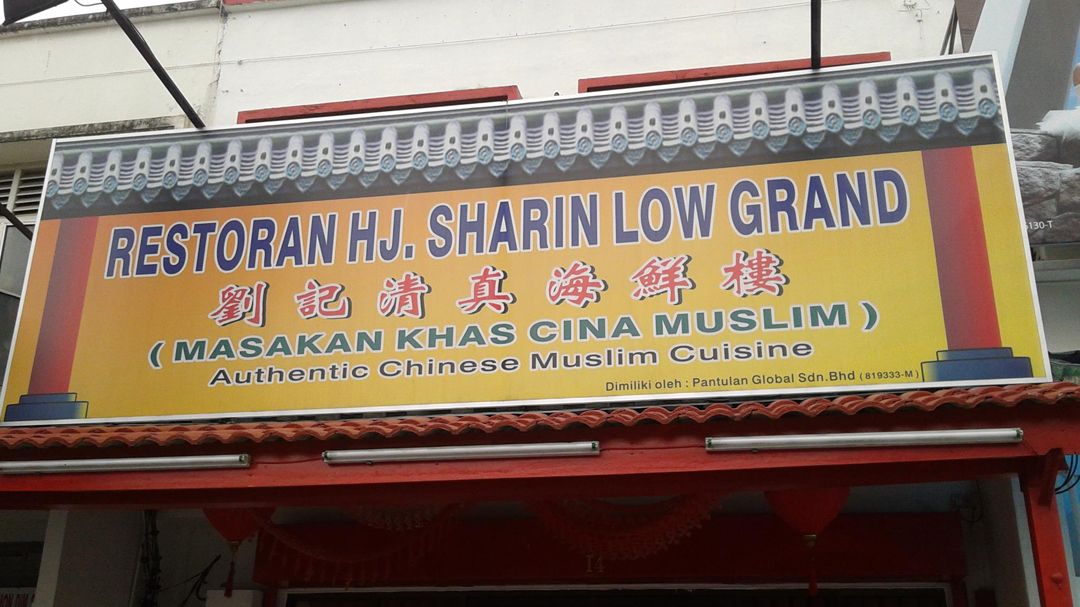 RESTORAN HJ. SHARIN LOW GRAND
劉記清真海鮮樓
( MASAKAN KHAS CINA MUSLIM )
Authentic Chinese Muslim Cuisine
Dimiliki oleh : Pantulan Global Sdn.Bhd ( 819333-M )
14